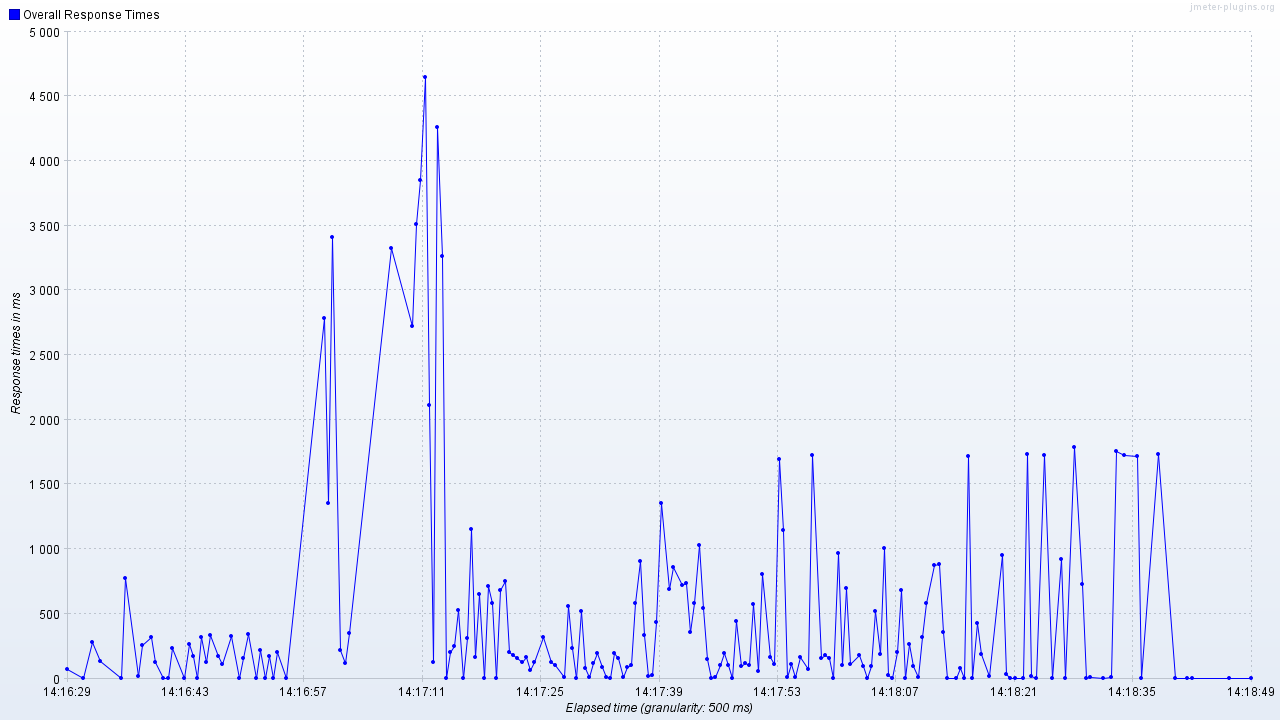 Overall Response Times
jmeter-plugins.org
5 000
4 500
4 000
3 500
3 000
2 500
2 000
1 500
1 000
500
0
Response times in ms
14:16:29 14:16:43 14:16:57 14:17:11 14:17:25 14:17:39 14:17:53 14:18:07 14:18:21 14:18:35 14:18:49
Elapsed time (granularity: 500 ms)